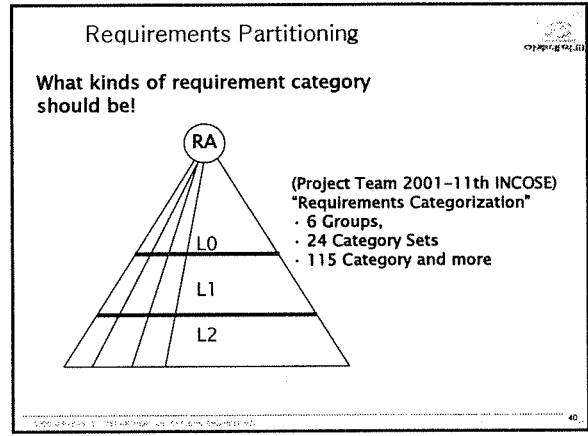 Requirements Partitioning
What kinds of requirement category
should be!
RA
(Project Team 2001-11th INCOSE)
"Requirements Categorization"
· 6 Groups,
· 24 Category Sets
· 115 Category and more
L0
L1
L2
40